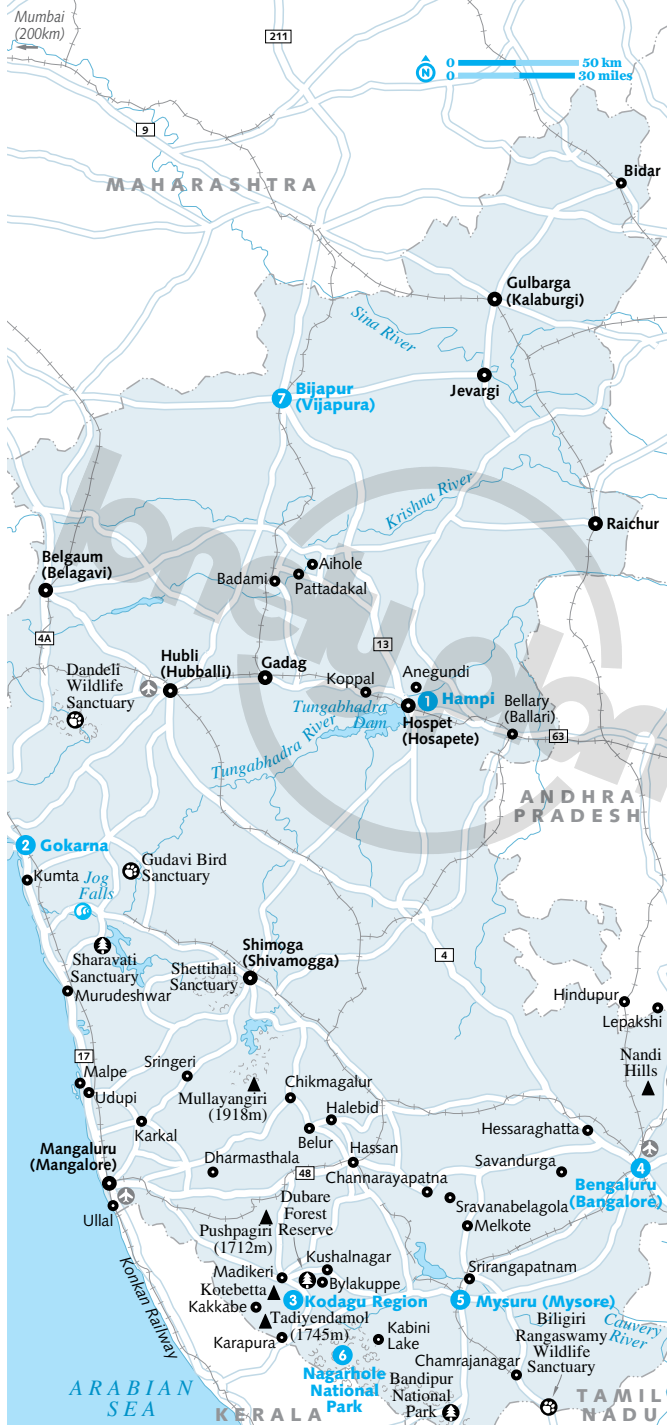 Mumbai
(200km)
211
0 50 km
N
0 30 miles
9
Bidar
MAHARASHTRA
Gulbarga
(Kalaburgi)
Sina River
Jevargi
7 Bijapur
(Vijapura)
Krishna River
Raichur
lonely plan
Aihole
Belgaum
(Belagavi)
Badami
Pattadakal
4A
13
Hubli
(Hubballi)
Gadag
Dandeli
Wildlife
Sanctuary
Koppal
Anegundi
1 Hampi
Tungabhadra
Dam
Hospet
(Hosapete)
Bellary
(Ballari)
63
Tungabhadra River
ANDHRA
PRADESH
2 Gokarna
Kumta
Jog
Falls
Gudavi Bird
Sanctuary
Shimoga
(Shivamogga)
4
Sharavati
Sanctuary
Shettihali
Sanctuary
Murudeshwar
Hindupur
Lepakshi
17
Nandi
Hills
Malpe
Sringeri
Udupi
Mullayangiri
(1918m)
Chikmagalur
Halebid
Karkal
Belur
Hessaraghatta
Mangaluru
(Mangalore)
Hassan
4
Dharmasthala
48
Channarayapatna
Savandurga
Bengaluru
(Bangalore)
Dubare
Forest
Reserve
Sravanabelagola
Ullal
Pushpagiri
(1712m)
Melkote
Kushalnagar
Madikeri
Bylakuppe
Srirangapatnam
Kotebetta
3 Kodagu Region
5 Mysuru (Mysore)
Kakkabe
Konkan Railway
Tadiyendamol
(1745m)
Biligiri
Rangaswamy
Wildlife
Sanctuary
Cauvery
River
Karapura
Kabini
Lake
6
Nagarhole
National
Park
Chamrajanagar
Bandipur
National
Park
ARABIAN
SEA
KERALA
TAMIL
NADU